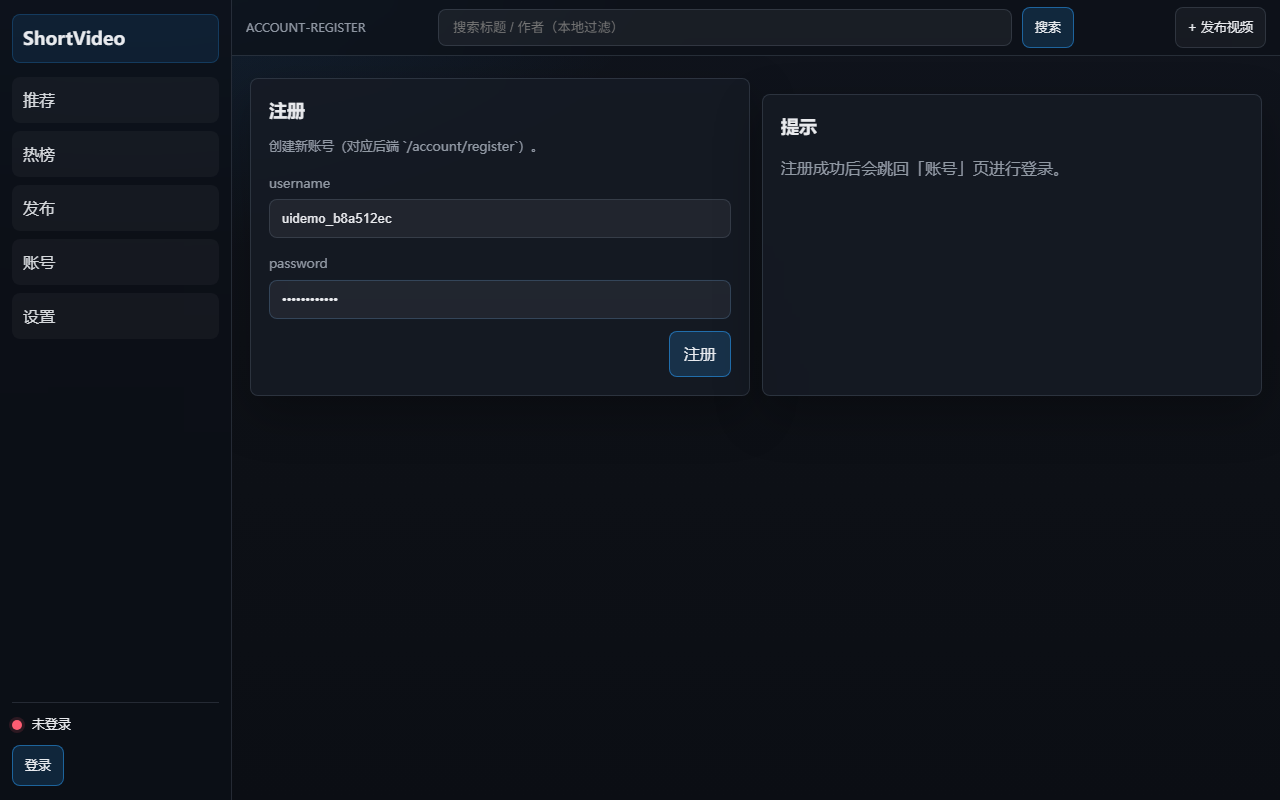 ShortVideo
推荐
热榜
发布
账号
设置
未登录
登录
ACCOUNT-REGISTER
搜索标题 / 作者（本地过滤）
搜索
+ 发布视频
注册
创建新账号（对应后端 `/account/register`）。
username
uidemo_b8a512ec
password
••••••••••••
注册
提示
注册成功后会跳回「账号」页进行登录。